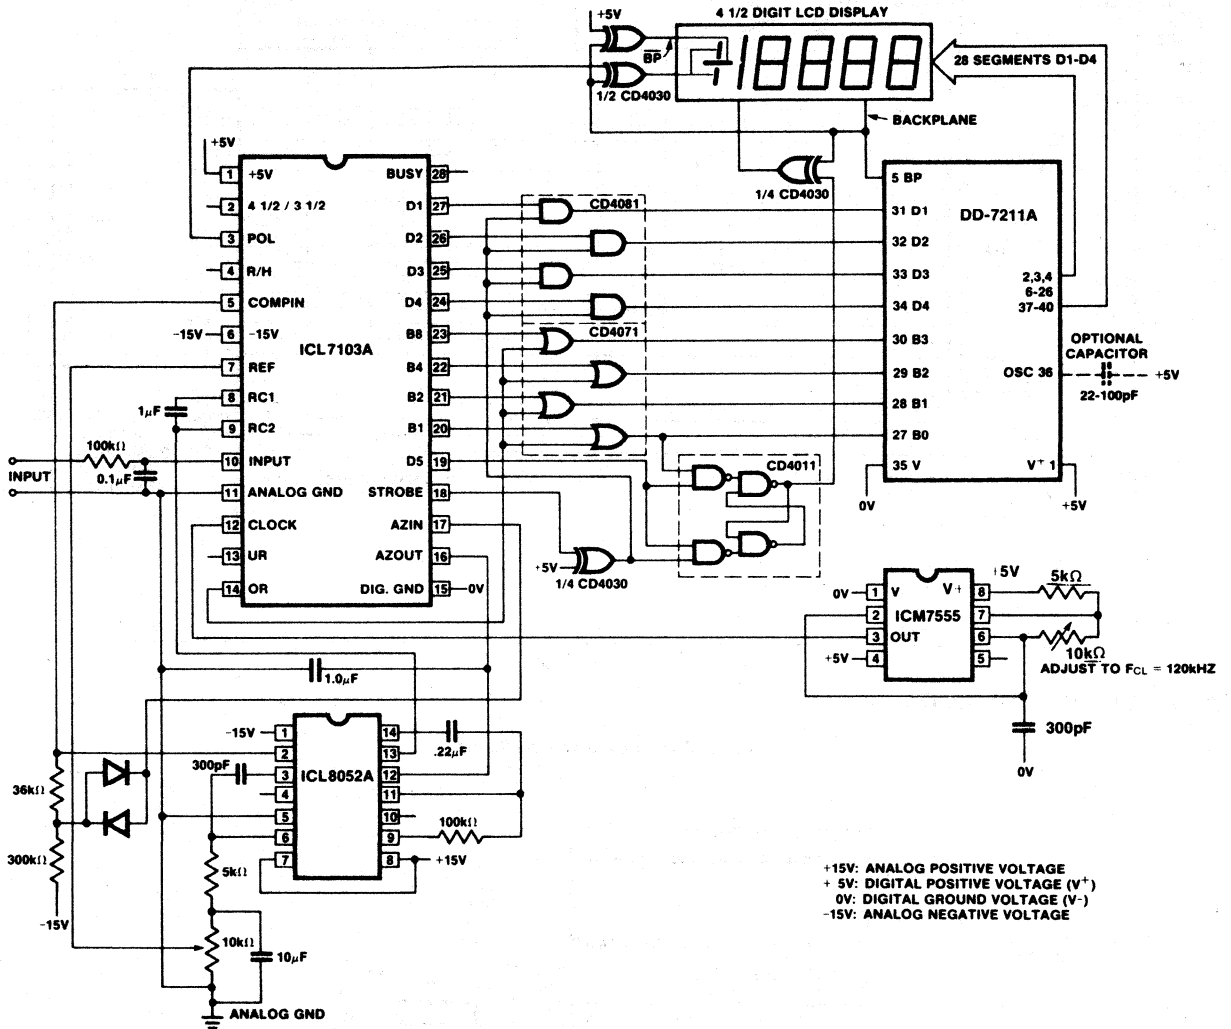 +5V
4 1/2 DIGIT LCD DISPLAY
BP
1/2 CD4030
28 SEGMENTS D1-D4
BACKPLANE
1/4 CD4030
+5V
1 +5V
2 4 1/2 / 3 1/2
3 POL
4 R/H
5 COMPIN
-15V 6 -15V
7 REF
8 RC1
9 RC2
10 INPUT
11 ANALOG GND
12 CLOCK
13 UR
14 OR
ICL7103A
BUSY 28
D1 27
D2 26
D3 25
D4 24
B8 23
B4 22
B2 21
B1 20
D5 19
STROBE 18
AZIN 17
AZOUT 16
DIG. GND 15 0V
CD4081
CD4071
CD4011
+5V
1/4 CD4030
DD-7211A
5 BP
31 D1
32 D2
33 D3
34 D4
30 B3
29 B2
28 B1
27 B0
35 V
0V
2,3,4
6-26
37-40
OSC 36
V+ 1
+5V
OPTIONAL
CAPACITOR
22-100pF
+5V
1μF
100kΩ
INPUT
0.1μF
1.0μF
ICM7555
0V 1 V
2
3 OUT
+5V 4
V+ 8
7
6
5
+5V
5kΩ
10kΩ
ADJUST TO FCL = 120kHZ
300pF
0V
ICL8052A
-15V 1
2
3
4
5
6
7
14
13
12
11
10
9
8 +15V
.22μF
300pF
100kΩ
36kΩ
300kΩ
-15V
5kΩ
10kΩ
10μF
ANALOG GND
+15V: ANALOG POSITIVE VOLTAGE
+ 5V: DIGITAL POSITIVE VOLTAGE (V+)
0V: DIGITAL GROUND VOLTAGE (V-)
-15V: ANALOG NEGATIVE VOLTAGE